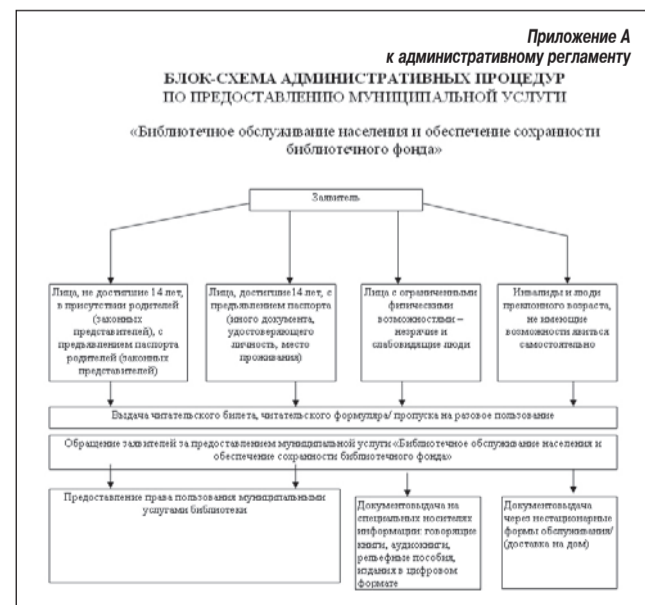 Приложение А
к административному регламенту
БЛОК-СХЕМА АДМИНИСТРАТИВНЫХ ПРОЦЕДУР
ПО ПРЕДОСТАВЛЕНИЮ МУНИЦИПАЛЬНОЙ УСЛУГИ
«Библиотечное обслуживание населения и обеспечение сохранности
библиотечного фонда»
Заявитель
Лица, не достигшие 14 лет,
в присутствии родителей
(законных
представителей), с
предъявлением паспорта
родителей (законных
представителей)
Лица, достигшие14 лет, с
предъявлением паспорта
(иного документа,
удостоверяющего
личность, место
проживания)
Лица с ограниченными
физическими
возможностями –
незрячие и
слабовидящие люди
Инвалиды и люди
преклонного возраста,
не имеющие
возможности явиться
самостоятельно
Выдача читательского билета, читательского формуляра/ пропуска на разовое пользование
Обращение заявителей за предоставлением муниципальной услуги «Библиотечное обслуживание населения и
обеспечение сохранности библиотечного фонда»
Предоставление права пользования муниципальными
услугами библиотеки
Документовыдача на
специальных носителях
информации: говорящие
книги, аудиокниги,
рельефные пособия,
издания в цифровом
формате
Документовыдача
через нестационарные
формы обслуживания/
(доставка на дом)